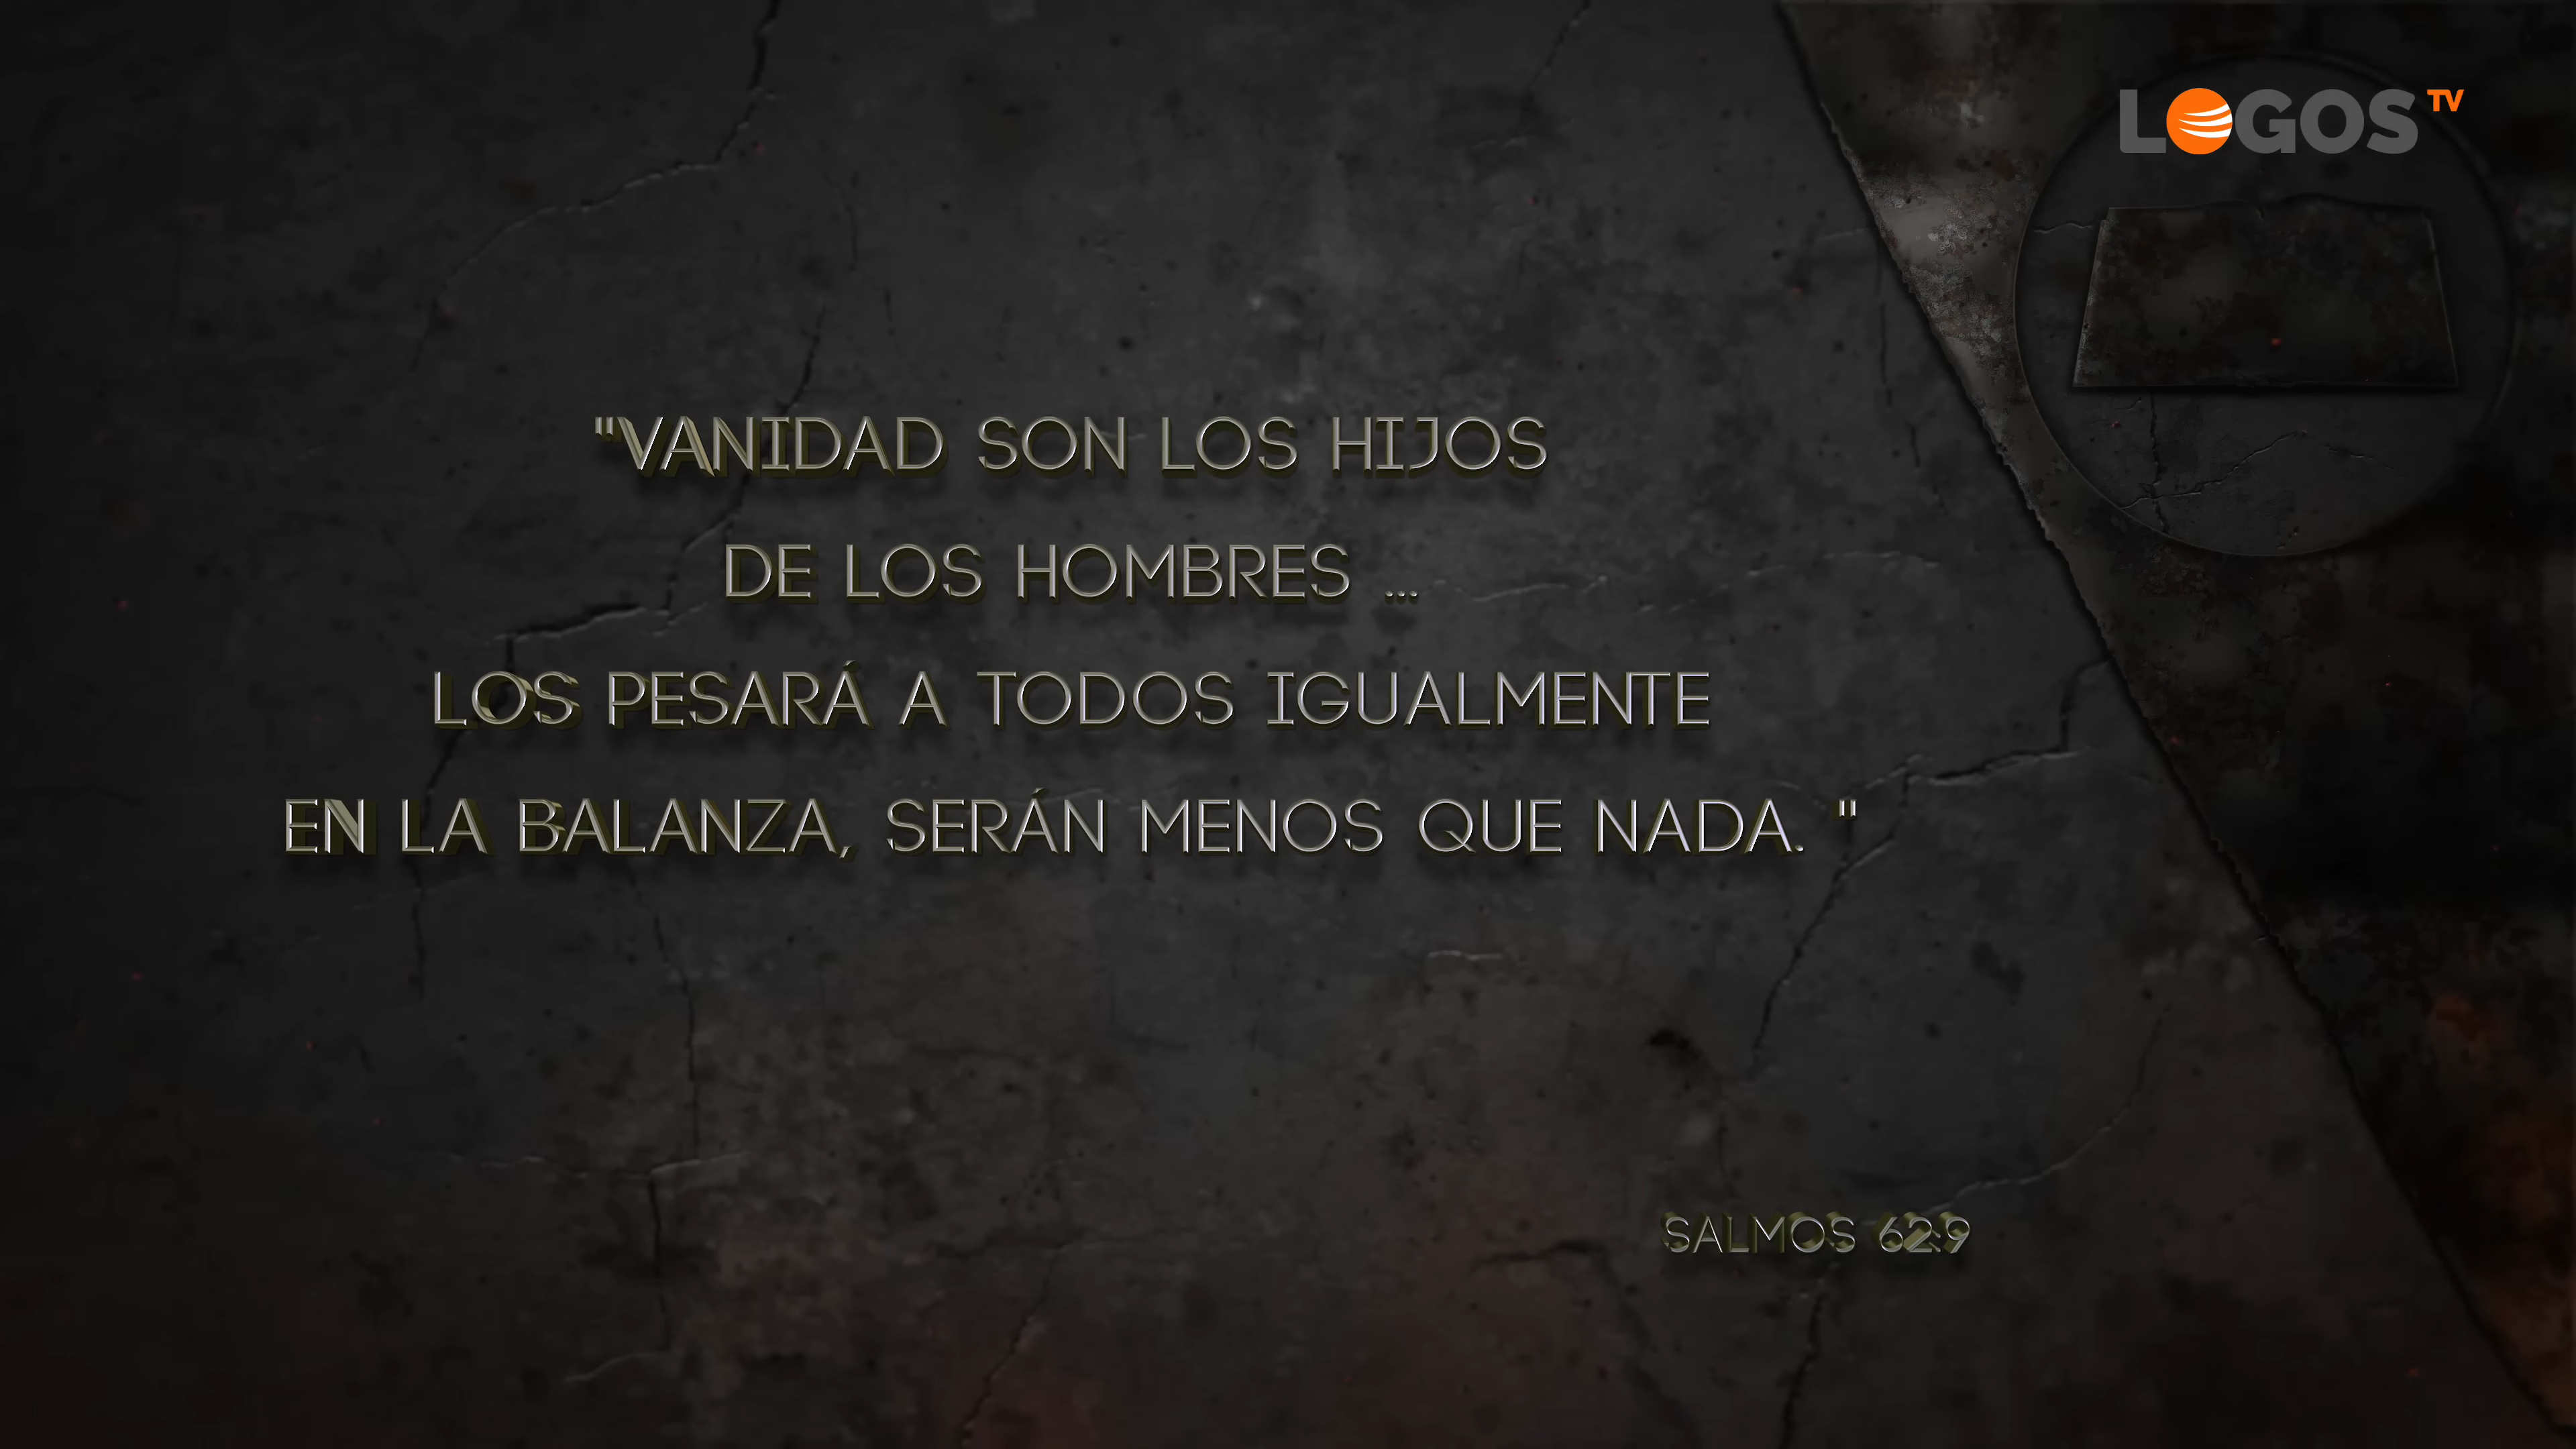 LOGOS TV
"VANIDAD SON LOS HIJOS
DE LOS HOMBRES ...
LOS PESARÁ A TODOS IGUALMENTE
EN LA BALANZA, SERÁN MENOS QUE NADA. "
SALMOS 62:9